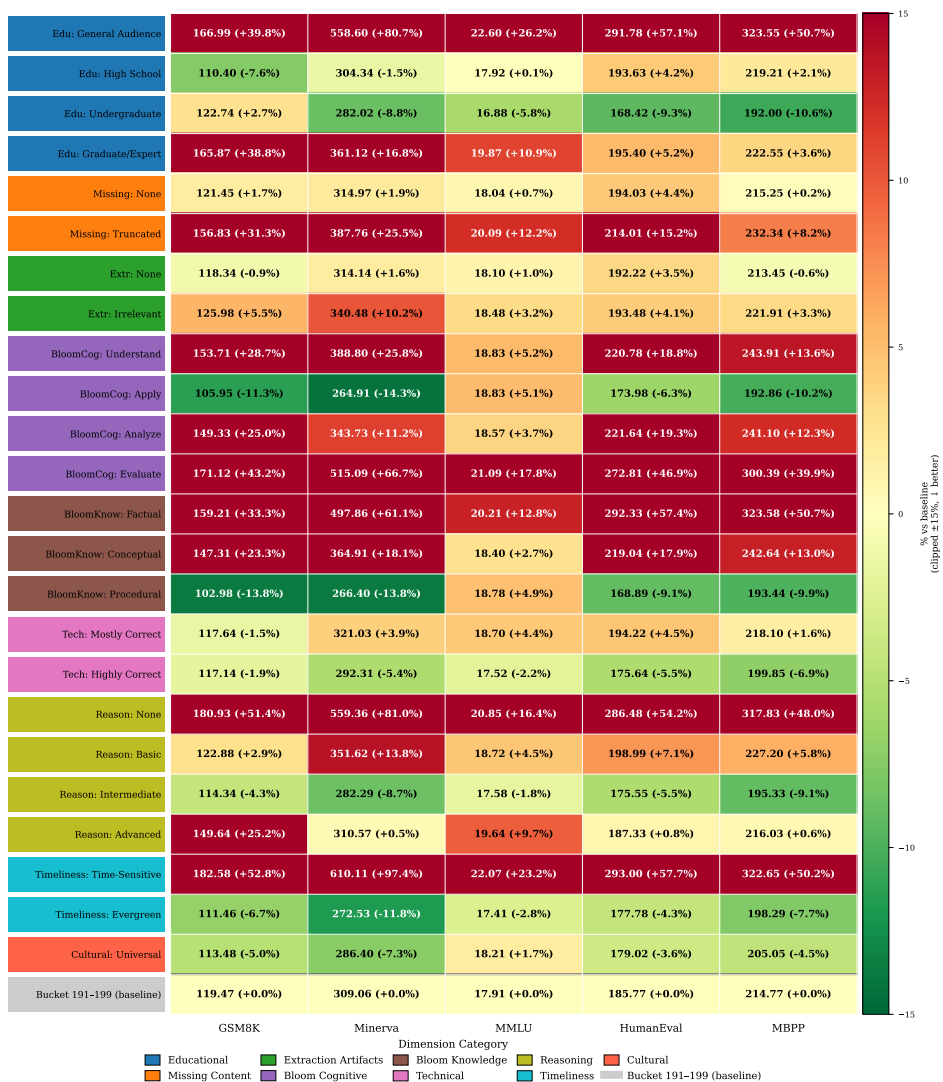 Edu: General Audience 166.99 (+39.8%) 558.60 (+80.7%) 22.60 (+26.2%) 291.78 (+57.1%) 323.55 (+50.7%)
Edu: High School 110.40 (-7.6%) 304.34 (-1.5%) 17.92 (+0.1%) 193.63 (+4.2%) 219.21 (+2.1%)
Edu: Undergraduate 122.74 (+2.7%) 282.02 (-8.8%) 16.88 (-5.8%) 168.42 (-9.3%) 192.00 (-10.6%)
Edu: Graduate/Expert 165.87 (+38.8%) 361.12 (+16.8%) 19.87 (+10.9%) 195.40 (+5.2%) 222.55 (+3.6%)
Missing: None 121.45 (+1.7%) 314.97 (+1.9%) 18.04 (+0.7%) 194.03 (+4.4%) 215.25 (+0.2%)
Missing: Truncated 156.83 (+31.3%) 387.76 (+25.5%) 20.09 (+12.2%) 214.01 (+15.2%) 232.34 (+8.2%)
Extr: None 118.34 (-0.9%) 314.14 (+1.6%) 18.10 (+1.0%) 192.22 (+3.5%) 213.45 (-0.6%)
Extr: Irrelevant 125.98 (+5.5%) 340.48 (+10.2%) 18.48 (+3.2%) 193.48 (+4.1%) 221.91 (+3.3%)
BloomCog: Understand 153.71 (+28.7%) 388.80 (+25.8%) 18.83 (+5.2%) 220.78 (+18.8%) 243.91 (+13.6%)
BloomCog: Apply 105.95 (-11.3%) 264.91 (-14.3%) 18.83 (+5.1%) 173.98 (-6.3%) 192.86 (-10.2%)
BloomCog: Analyze 149.33 (+25.0%) 343.73 (+11.2%) 18.57 (+3.7%) 221.64 (+19.3%) 241.10 (+12.3%)
BloomCog: Evaluate 171.12 (+43.2%) 515.09 (+66.7%) 21.09 (+17.8%) 272.81 (+46.9%) 300.39 (+39.9%)
BloomKnow: Factual 159.21 (+33.3%) 497.86 (+61.1%) 20.21 (+12.8%) 292.33 (+57.4%) 323.58 (+50.7%)
BloomKnow: Conceptual 147.31 (+23.3%) 364.91 (+18.1%) 18.40 (+2.7%) 219.04 (+17.9%) 242.64 (+13.0%)
BloomKnow: Procedural 102.98 (-13.8%) 266.40 (-13.8%) 18.78 (+4.9%) 168.89 (-9.1%) 193.44 (-9.9%)
Tech: Mostly Correct 117.64 (-1.5%) 321.03 (+3.9%) 18.70 (+4.4%) 194.22 (+4.5%) 218.10 (+1.6%)
Tech: Highly Correct 117.14 (-1.9%) 292.31 (-5.4%) 17.52 (-2.2%) 175.64 (-5.5%) 199.85 (-6.9%)
Reason: None 180.93 (+51.4%) 559.36 (+81.0%) 20.85 (+16.4%) 286.48 (+54.2%) 317.83 (+48.0%)
Reason: Basic 122.88 (+2.9%) 351.62 (+13.8%) 18.72 (+4.5%) 198.99 (+7.1%) 227.20 (+5.8%)
Reason: Intermediate 114.34 (-4.3%) 282.29 (-8.7%) 17.58 (-1.8%) 175.55 (-5.5%) 195.33 (-9.1%)
Reason: Advanced 149.64 (+25.2%) 310.57 (+0.5%) 19.64 (+9.7%) 187.33 (+0.8%) 216.03 (+0.6%)
Timeliness: Time-Sensitive 182.58 (+52.8%) 610.11 (+97.4%) 22.07 (+23.2%) 293.00 (+57.7%) 322.65 (+50.2%)
Timeliness: Evergreen 111.46 (-6.7%) 272.53 (-11.8%) 17.41 (-2.8%) 177.78 (-4.3%) 198.29 (-7.7%)
Cultural: Universal 113.48 (-5.0%) 286.40 (-7.3%) 18.21 (+1.7%) 179.02 (-3.6%) 205.05 (-4.5%)
Bucket 191–199 (baseline) 119.47 (+0.0%) 309.06 (+0.0%) 17.91 (+0.0%) 185.77 (+0.0%) 214.77 (+0.0%)
GSM8K Minerva MMLU HumanEval MBPP
15
10
5
0
−5
−10
−15
% vs baseline
(clipped ±15%, ↓ better)
Dimension Category
Educational Extraction Artifacts Bloom Knowledge Reasoning Cultural
Missing Content Bloom Cognitive Technical Timeliness Bucket 191–199 (baseline)